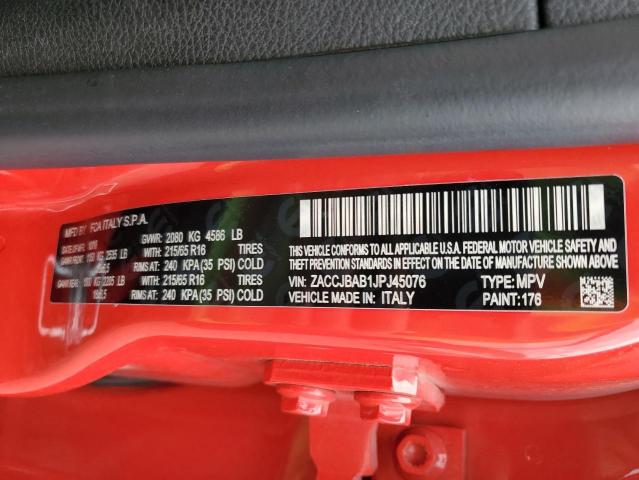 MFD BY FCA ITALY S.P.A.
GVWR: 2080 KG 4586 LB
WITH: 215/65 R16 TIRES
RIMS AT: 240 KPA (35 PSI) COLD
WITH: 215/65 R16 TIRES
RIMS AT: 240 KPA (35 PSI) COLD
THIS VEHICLE CONFORMS TO ALL APPLICABLE U.S.A. FEDERAL MOTOR VEHICLE SAFETY AND
THEFT PREVENTION STANDARDS IN EFFECT ON THE DATE OF MANUFACTURE SHOWN ABOVE.
VIN: ZACCJBAB1JPJ45076 TYPE: MPV
VEHICLE MADE IN: ITALY PAINT: 176